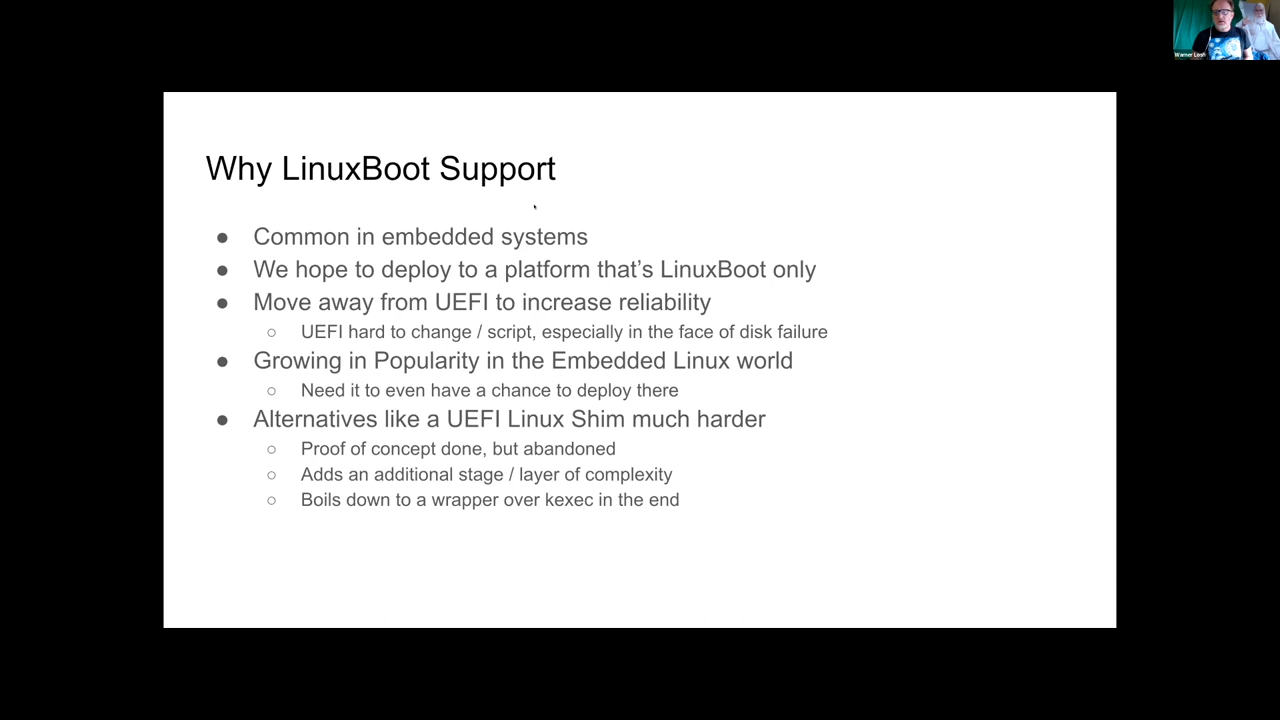 Warner Losh
Why LinuxBoot Support
● Common in embedded systems
● We hope to deploy to a platform that’s LinuxBoot only
● Move away from UEFI to increase reliability
○ UEFI hard to change / script, especially in the face of disk failure
● Growing in Popularity in the Embedded Linux world
○ Need it to even have a chance to deploy there
● Alternatives like a UEFI Linux Shim much harder
○ Proof of concept done, but abandoned
○ Adds an additional stage / layer of complexity
○ Boils down to a wrapper over kexec in the end